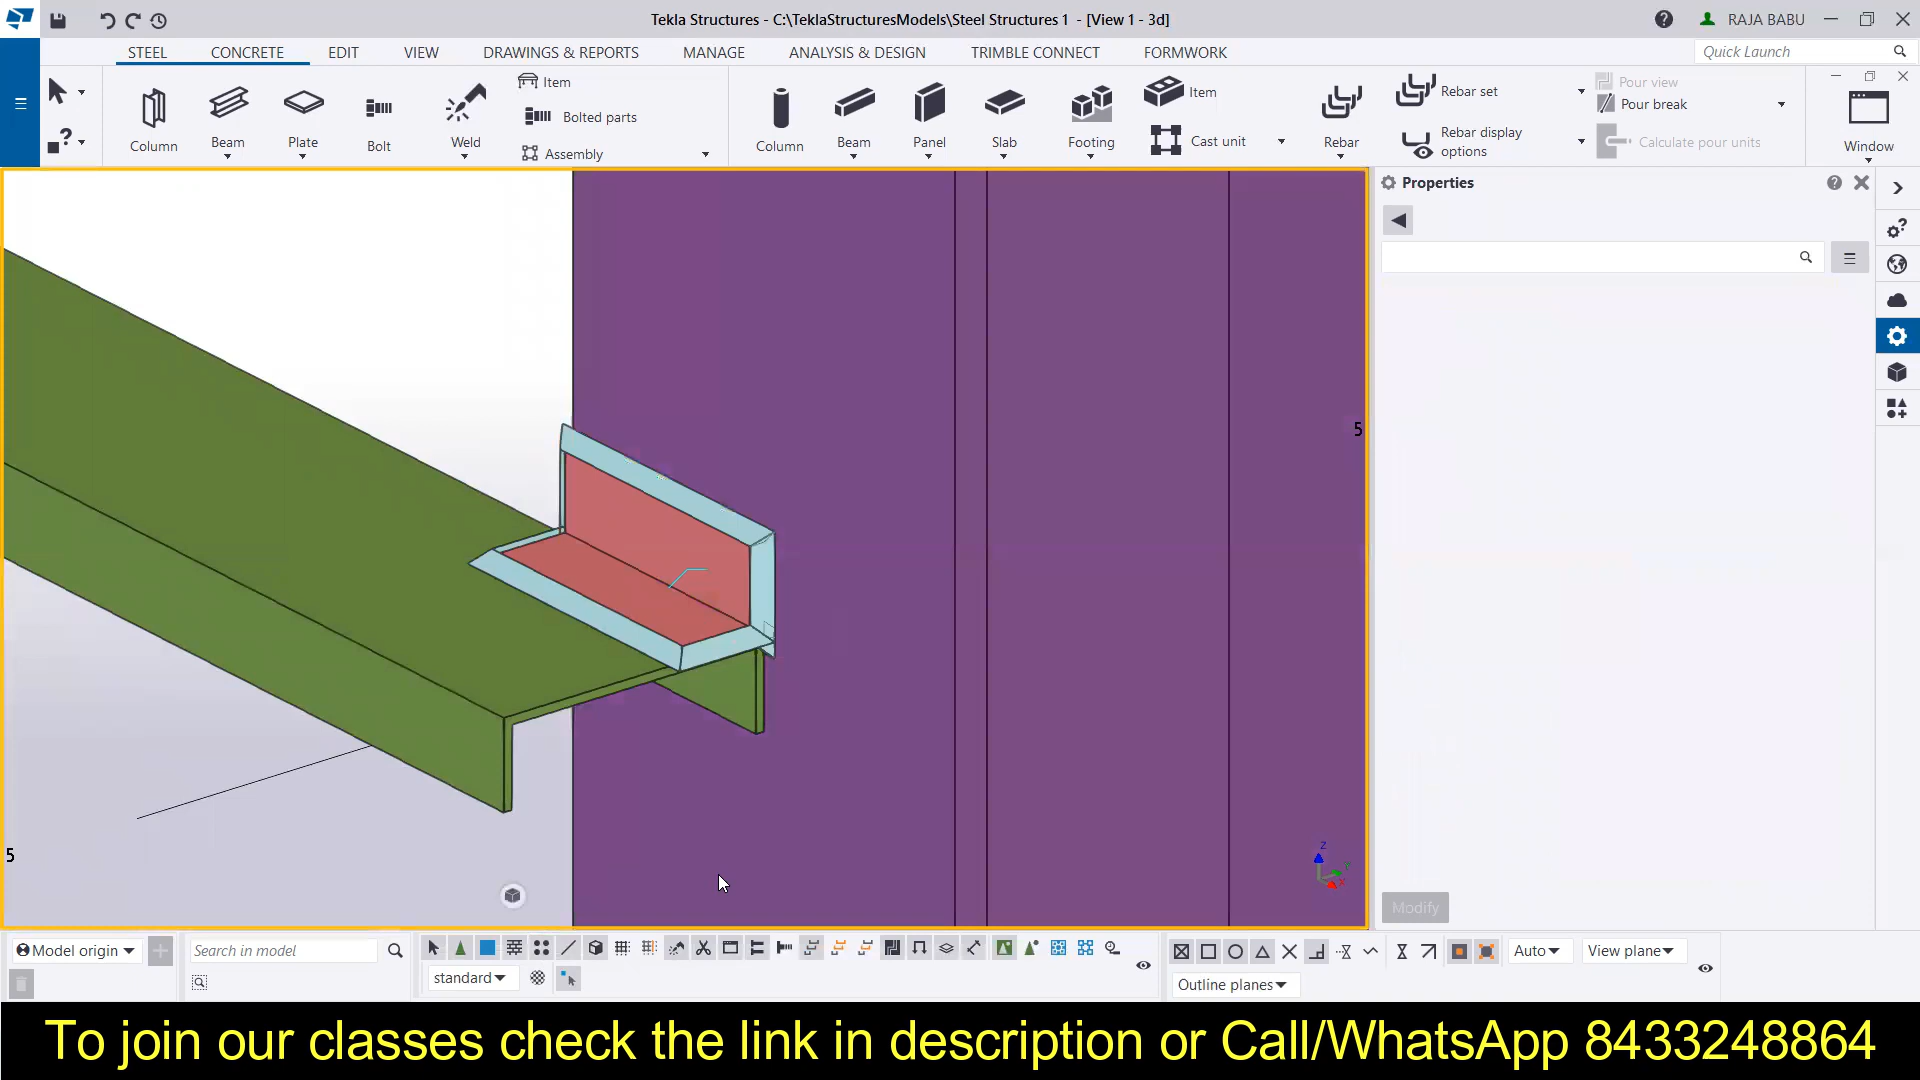 Tekla Structures - C:\TeklaStructuresModels\Steel Structures 1 - [View 1 - 3d]
RAJA BABU
STEEL CONCRETE EDIT VIEW DRAWINGS & REPORTS MANAGE ANALYSIS & DESIGN TRIMBLE CONNECT FORMWORK
Quick Launch
Column
Beam
Plate
Bolt
Weld
Item
Bolted parts
Assembly
Column
Beam
Panel
Slab
Footing
Item
Cast unit
Rebar
Rebar set
Rebar display
options
Pour view
Pour break
Calculate pour units
Window
Properties
5
5
Z
Y
X
Modify
Model origin
Search in model
standard
Auto
View plane
Outline planes
To join our classes check the link in description or Call/WhatsApp 8433248864